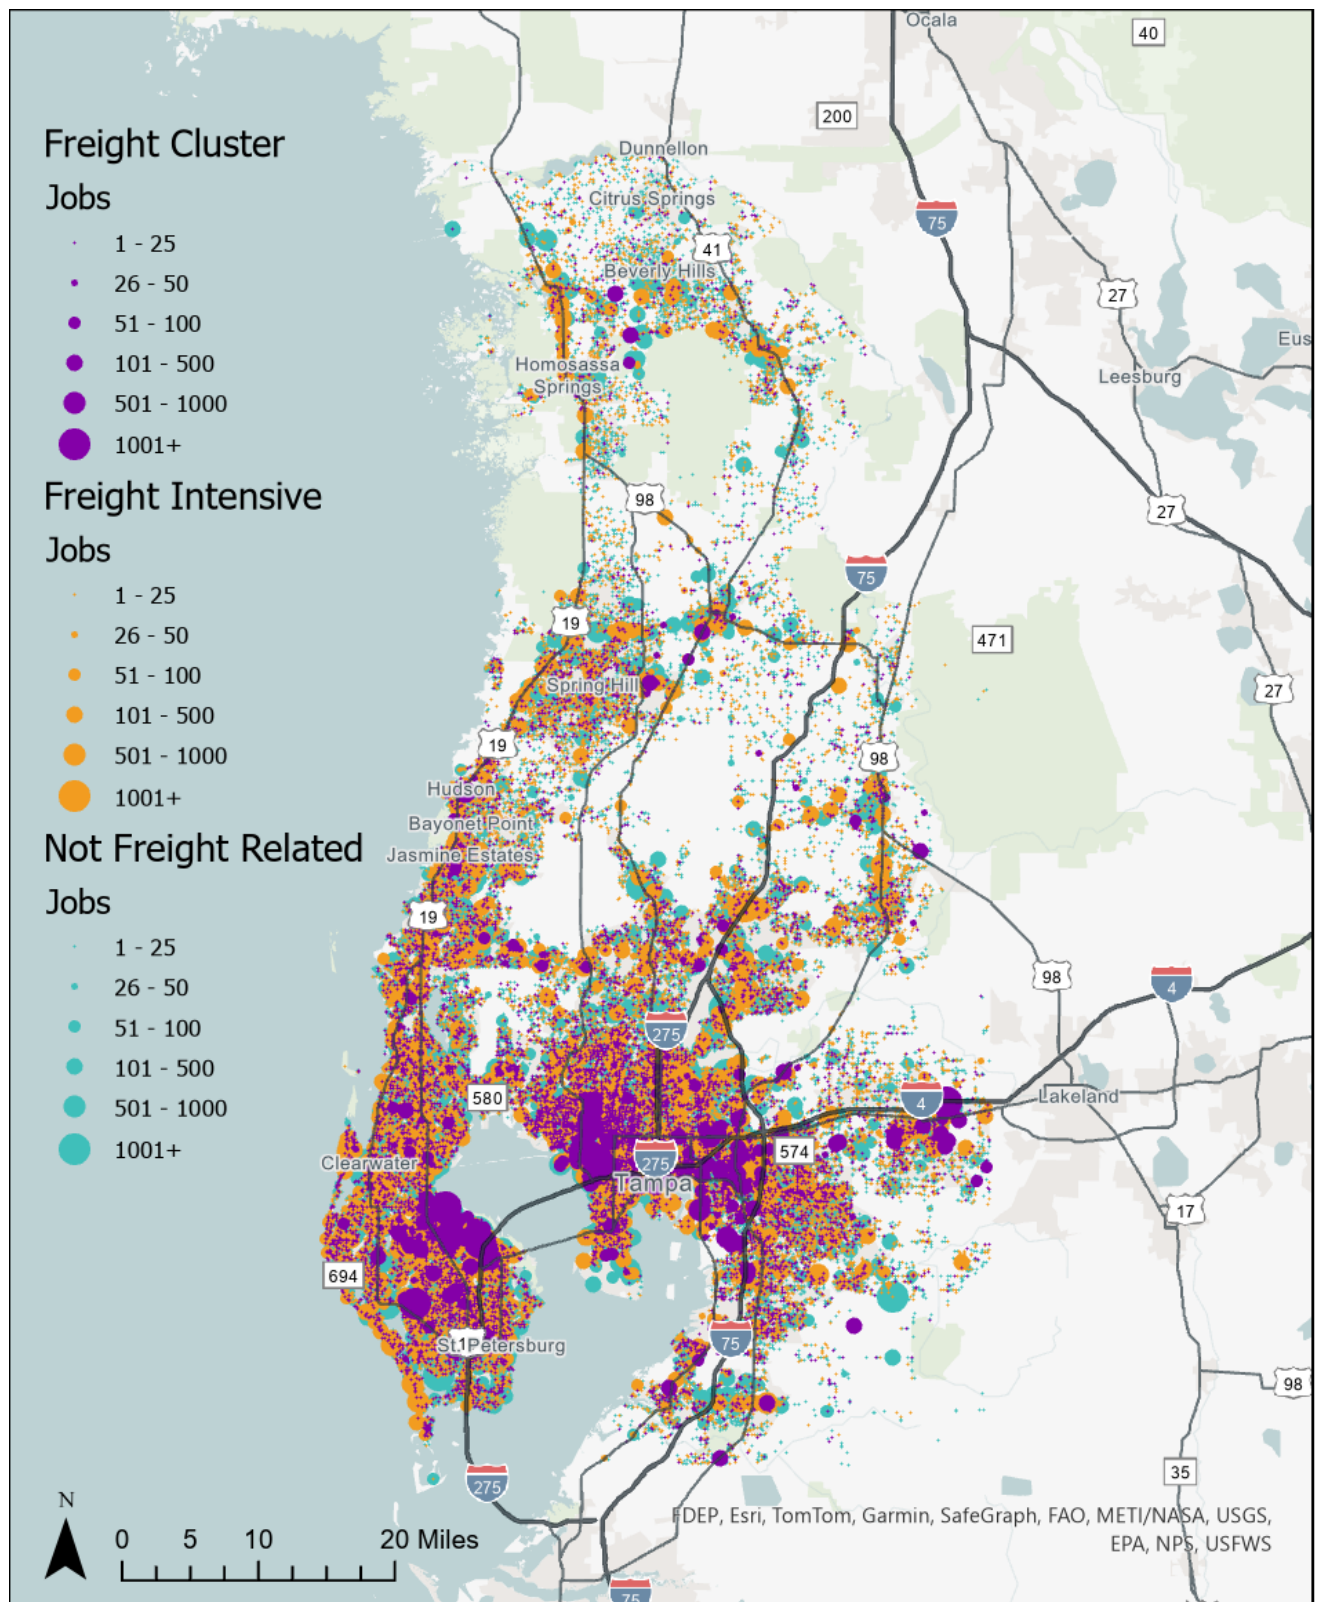 Freight Cluster
Jobs
1 - 25
26 - 50
51 - 100
101 - 500
501 - 1000
1001+
Freight Intensive
Jobs
1 - 25
26 - 50
51 - 100
101 - 500
501 - 1000
1001+
Not Freight Related
Jobs
1 - 25
26 - 50
51 - 100
101 - 500
501 - 1000
1001+
Ocala
40
200
Dunnellon
Citrus Springs
75
41
Beverly Hills
27
Eus
Homosassa
Springs
Leesburg
98
27
75
19
471
Spring Hill
27
19
98
Hudson
Bayonet Point
Jasmine Estates
19
98
4
275
580
4
Lakeland
574
275
Clearwater
Tampa
17
694
75
St. Petersburg
98
35
275
N
0 5 10 20 Miles
FDEP, Esri, TomTom, Garmin, SafeGraph, FAO, METI/NASA, USGS,
EPA, NPS, USFWS
75